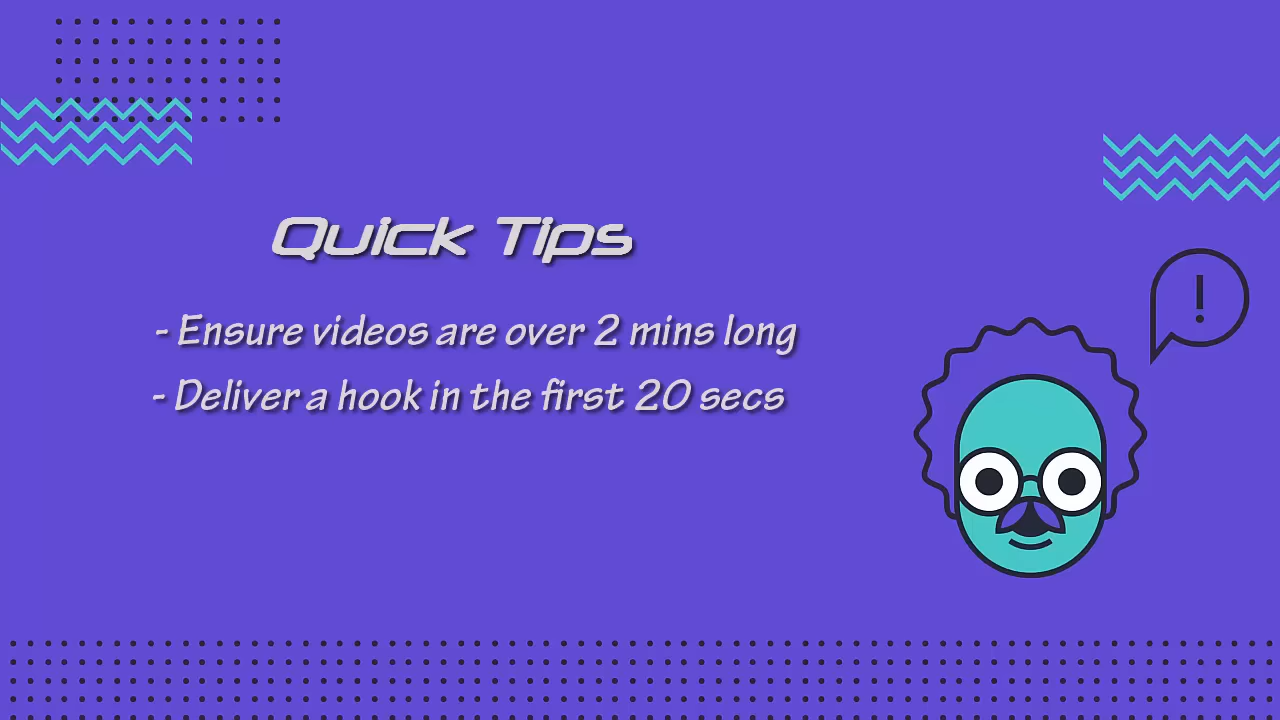 Quick Tips
- Ensure videos are over 2 mins long
- Deliver a hook in the first 20 secs
!